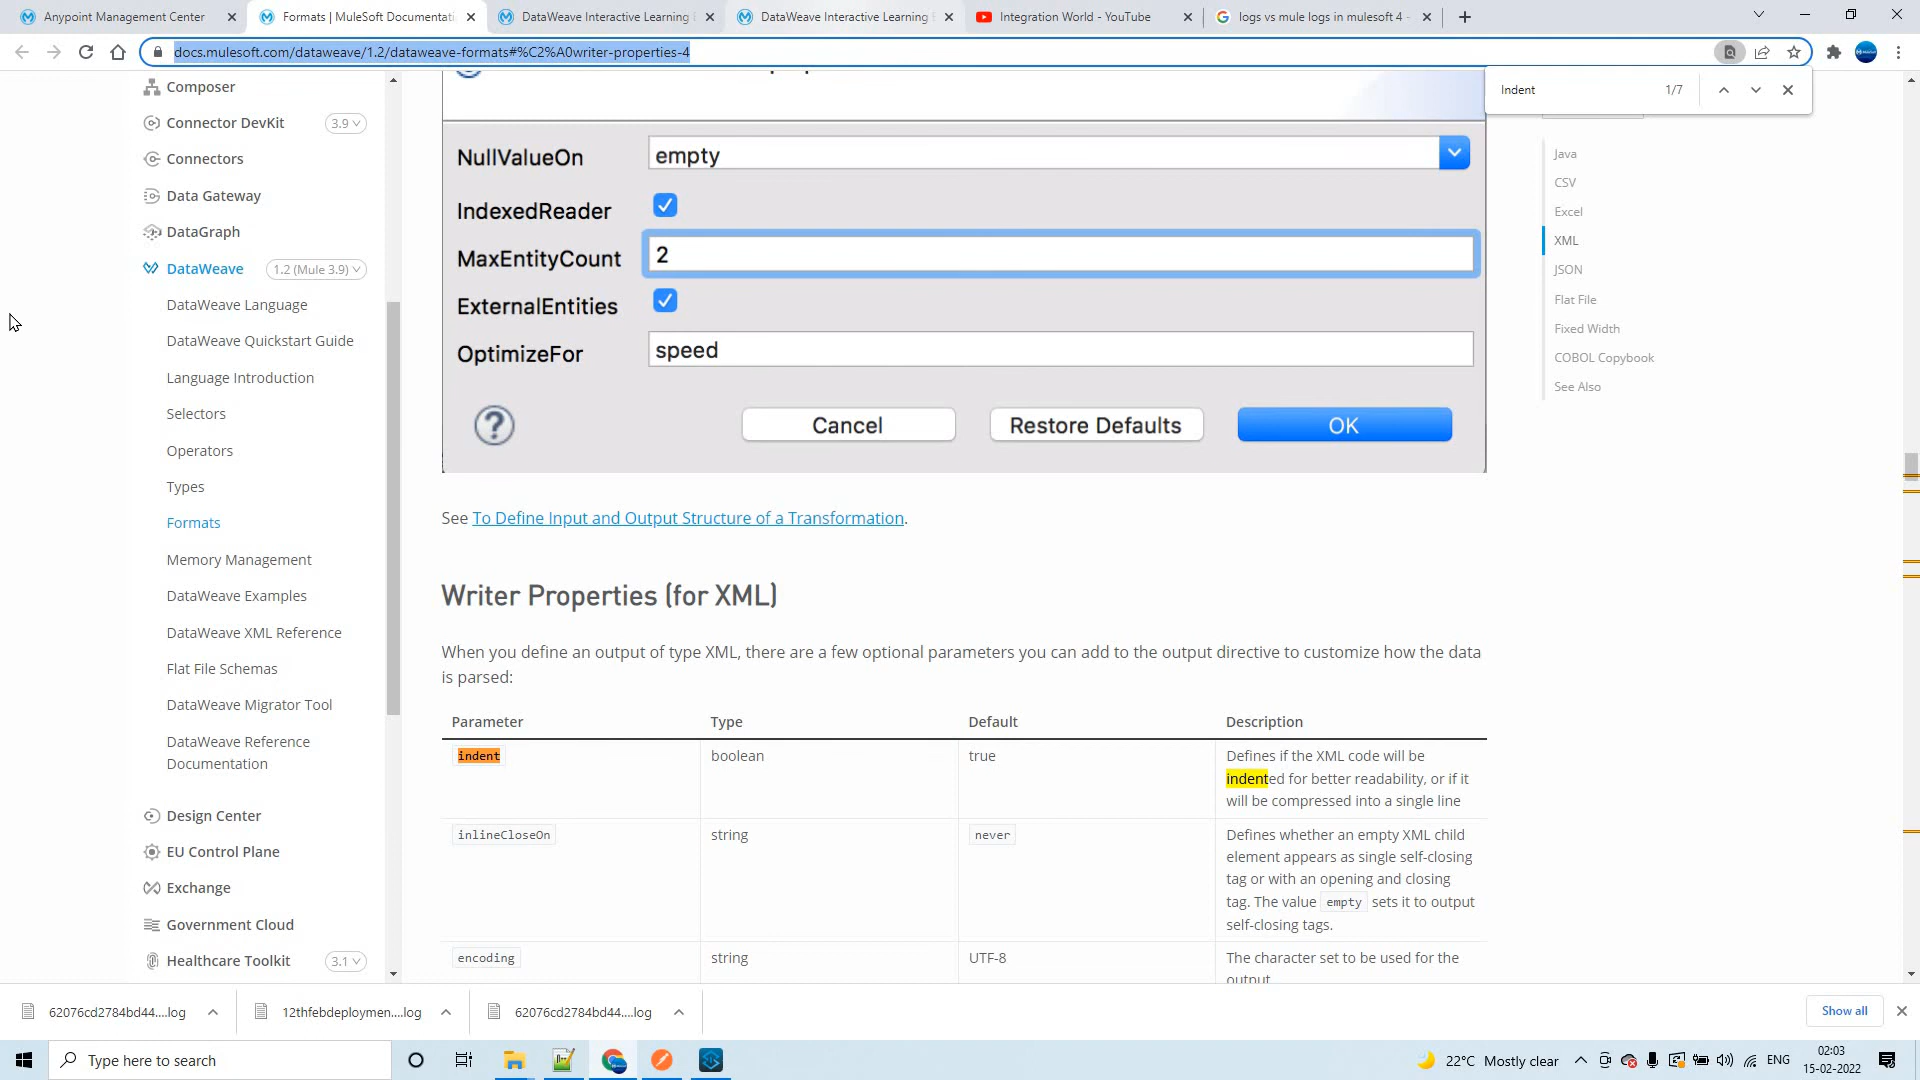 Anypoint Management Center
Formats | MuleSoft Documentati
DataWeave Interactive Learning
DataWeave Interactive Learning
Integration World - YouTube
logs vs mule logs in mulesoft 4 -
docs.mulesoft.com/dataweave/1.2/dataweave-formats#%C2%A0writer-properties-4
Indent 1/7
Composer
Connector DevKit 3.9
Connectors
Data Gateway
DataGraph
DataWeave 1.2 (Mule 3.9)
DataWeave Language
DataWeave Quickstart Guide
Language Introduction
Selectors
Operators
Types
Formats
Memory Management
DataWeave Examples
DataWeave XML Reference
Flat File Schemas
DataWeave Migrator Tool
DataWeave Reference
Documentation
Design Center
EU Control Plane
Exchange
Government Cloud
Healthcare Toolkit 3.1
NullValueOn empty
IndexedReader
MaxEntityCount 2
ExternalEntities
OptimizeFor speed
? Cancel Restore Defaults OK
See To Define Input and Output Structure of a Transformation.
Writer Properties (for XML)
When you define an output of type XML, there are a few optional parameters you can add to the output directive to customize how the data
is parsed:
Parameter Type Default Description
indent boolean true Defines if the XML code will be
indented for better readability, or if it
will be compressed into a single line
inlineCloseOn string never Defines whether an empty XML child
element appears as single self-closing
tag or with an opening and closing
tag. The value empty sets it to output
self-closing tags.
encoding string UTF-8 The character set to be used for the
output
Java
CSV
Excel
XML
JSON
Flat File
Fixed Width
COBOL Copybook
See Also
62076cd2784bd44....log
12thfebdeploymen....log
62076cd2784bd44....log
Show all
Type here to search
22°C Mostly clear
ENG
02:03
15-02-2022